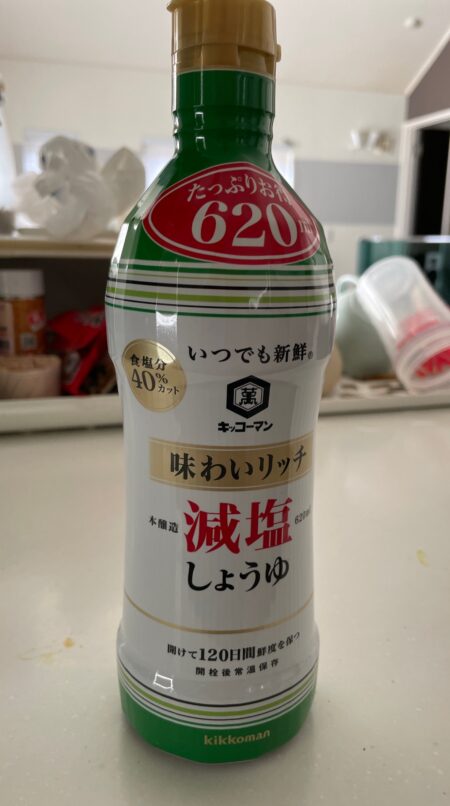 たっぷりお得
620
いつでも新鮮®
食塩分
40%
カット
萬
キッコーマン
味わいリッチ
本醸造
減塩
620ml
しょうゆ
開けて120日間鮮度を保つ
開栓後常温保存
kikkoman